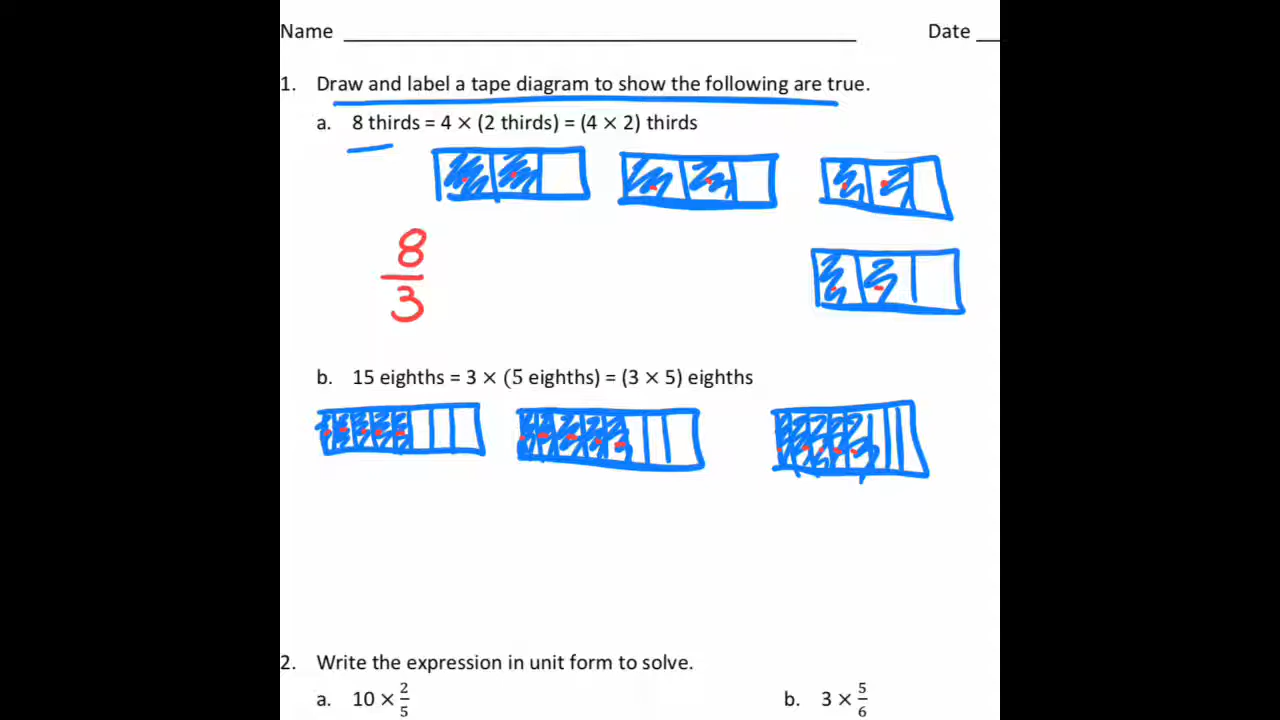 Name ________________ Date __
1. Draw and label a tape diagram to show the following are true.
a. 8 thirds = 4 × (2 thirds) = (4 × 2) thirds
8
3
b. 15 eighths = 3 × (5 eighths) = (3 × 5) eighths
2. Write the expression in unit form to solve.
a. 10 × 2/5 b. 3 × 5/6